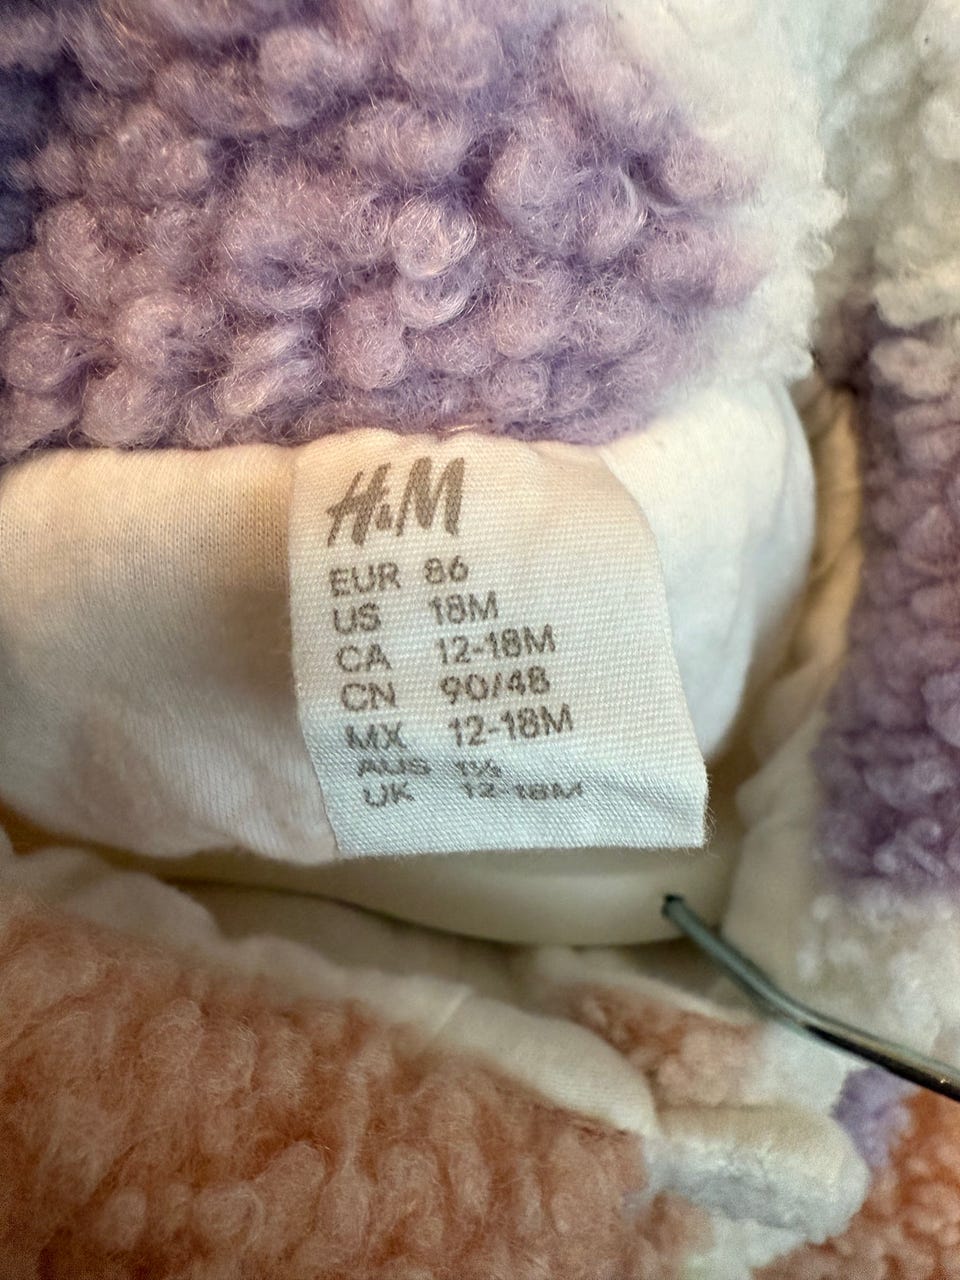 H&M
EUR 86
US 18M
CA 12-18M
CN 90/48
MX 12-18M
AUS 1½
UK 12-18M